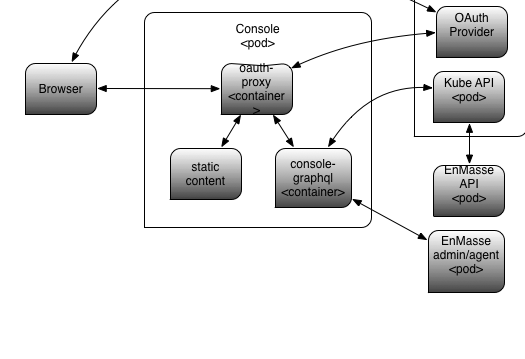 Console
<pod>
OAuth
Provider
Browser
oauth-
proxy
<container
>
Kube API
<pod>
static
content
console-
graphql
<container>
EnMasse
API
<pod>
EnMasse
admin/agent
<pod>